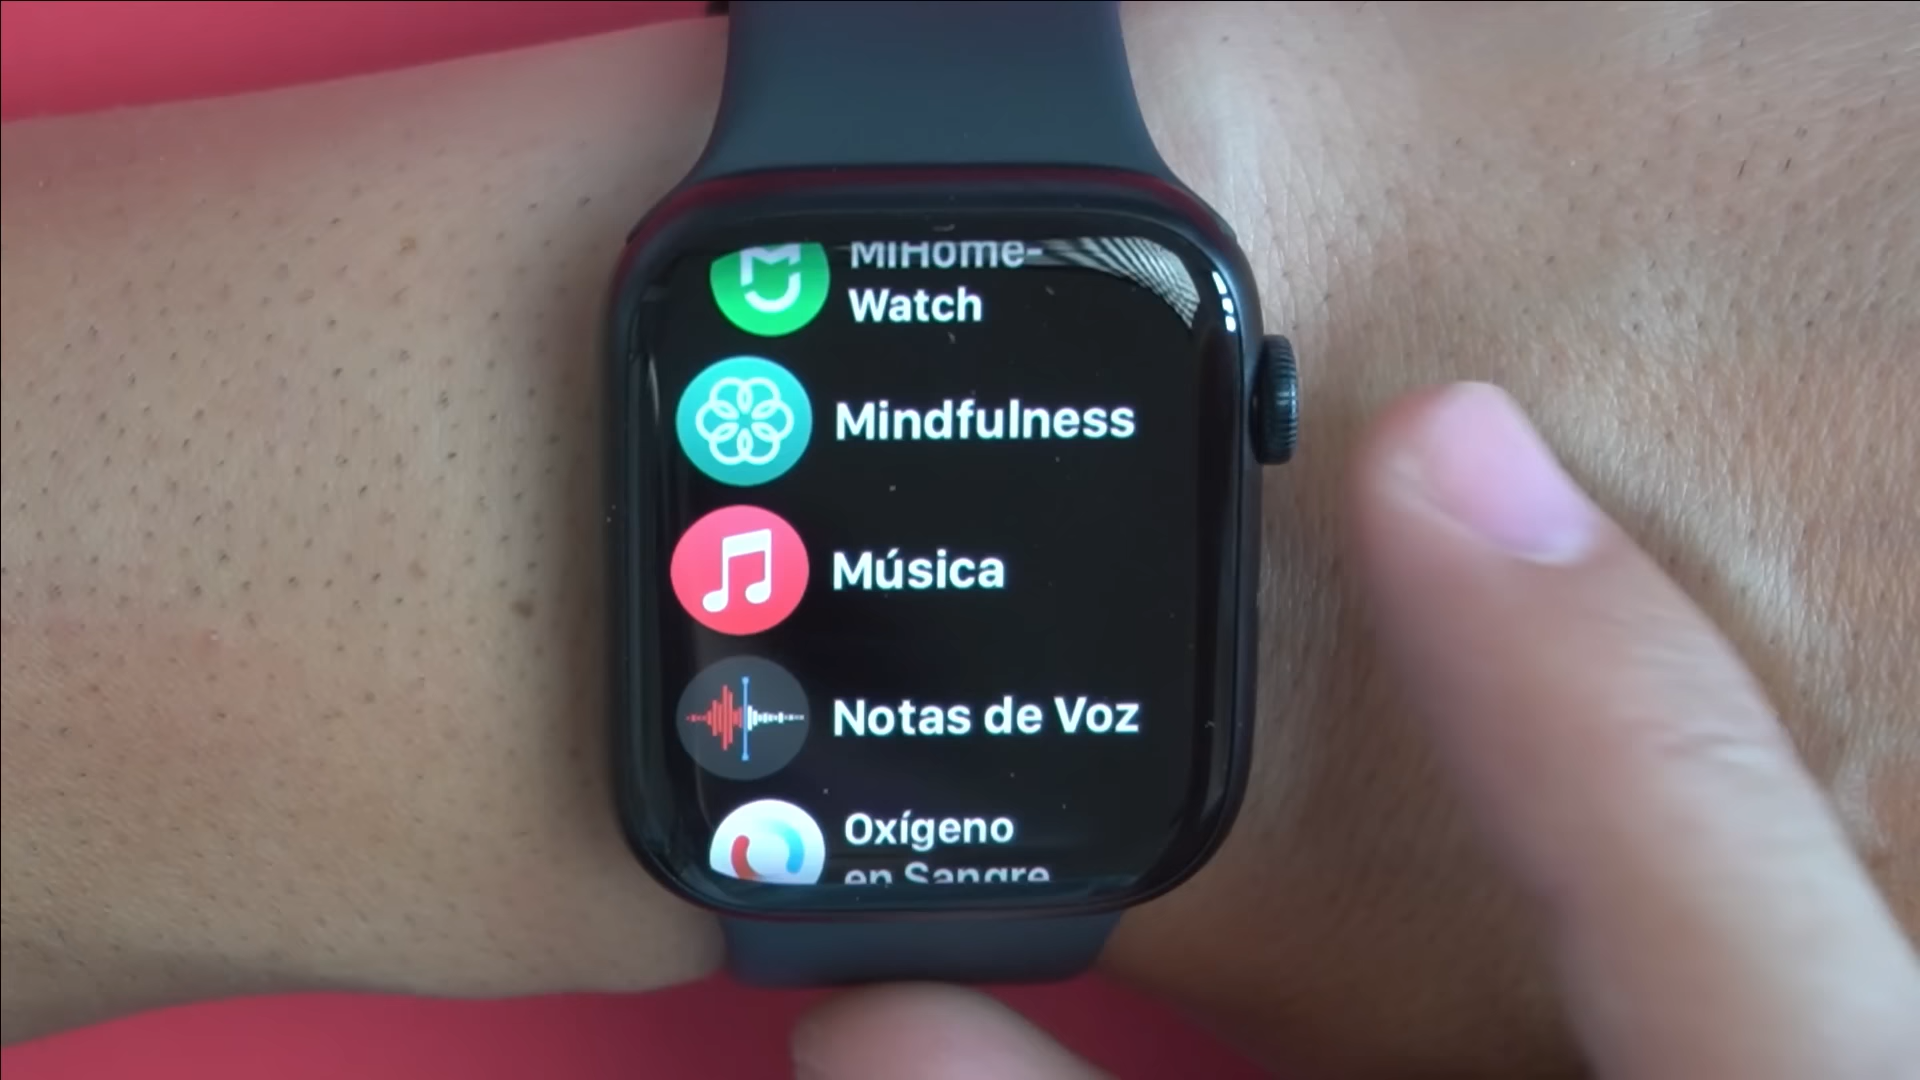 MiHome-
Watch
Mindfulness
Música
Notas de Voz
Oxígeno
en Sangre